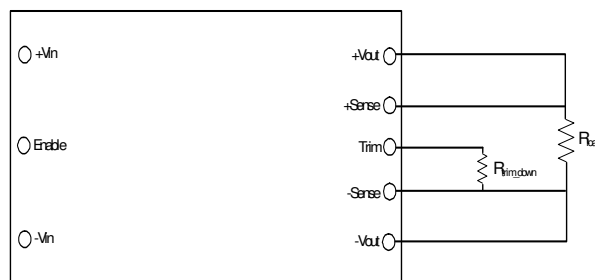 +Vin
+Vout
+Sense
Enable
Trim
Rtrim_down
-Sense
-Vin
-Vout